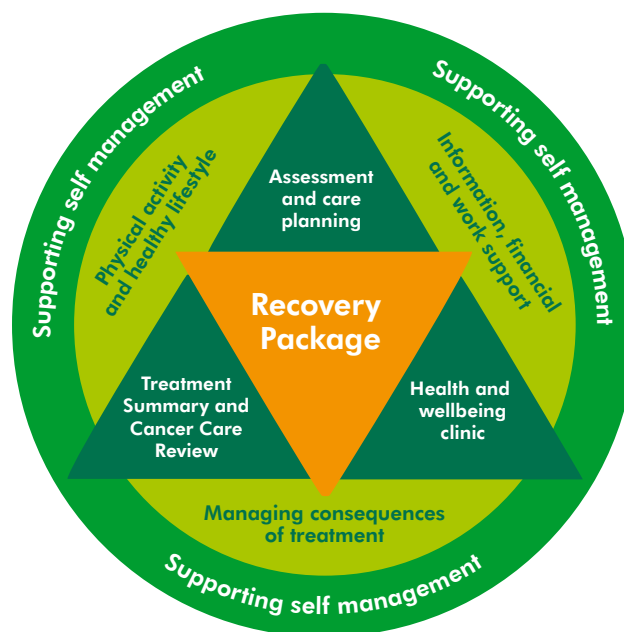 Supporting self management
Supporting self management
Physical activity
and healthy lifestyle
Information, financial
and work support
Assessment
and care
planning
Recovery
Package
Treatment
Summary and
Cancer Care
Review
Health and
wellbeing
clinic
Managing consequences
of treatment
Supporting self management